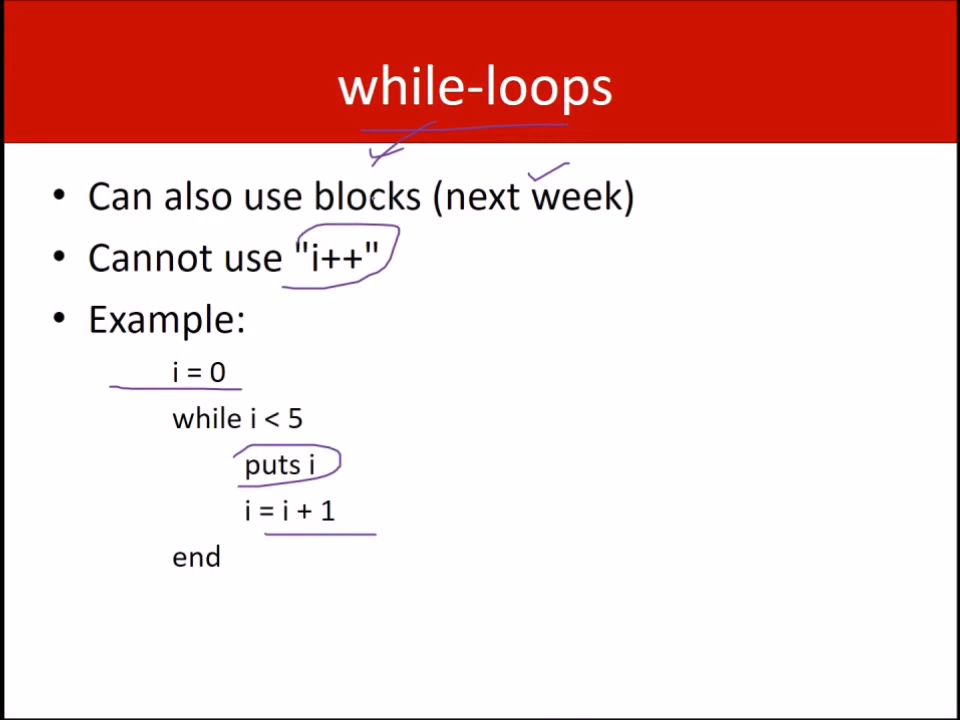 while-loops
• Can also use blocks (next week)
• Cannot use "i++"
• Example:
i = 0
while i < 5
puts i
i = i + 1
end